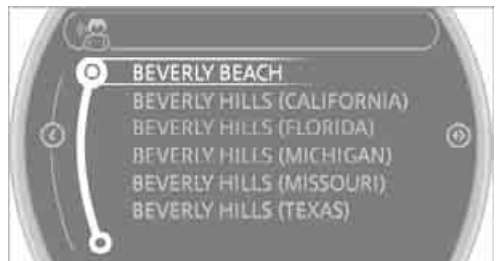 BEVERLY BEACH
BEVERLY HILLS (CALIFORNIA)
BEVERLY HILLS (FLORIDA)
BEVERLY HILLS (MICHIGAN)
BEVERLY HILLS (MISSOURI)
BEVERLY HILLS (TEXAS)